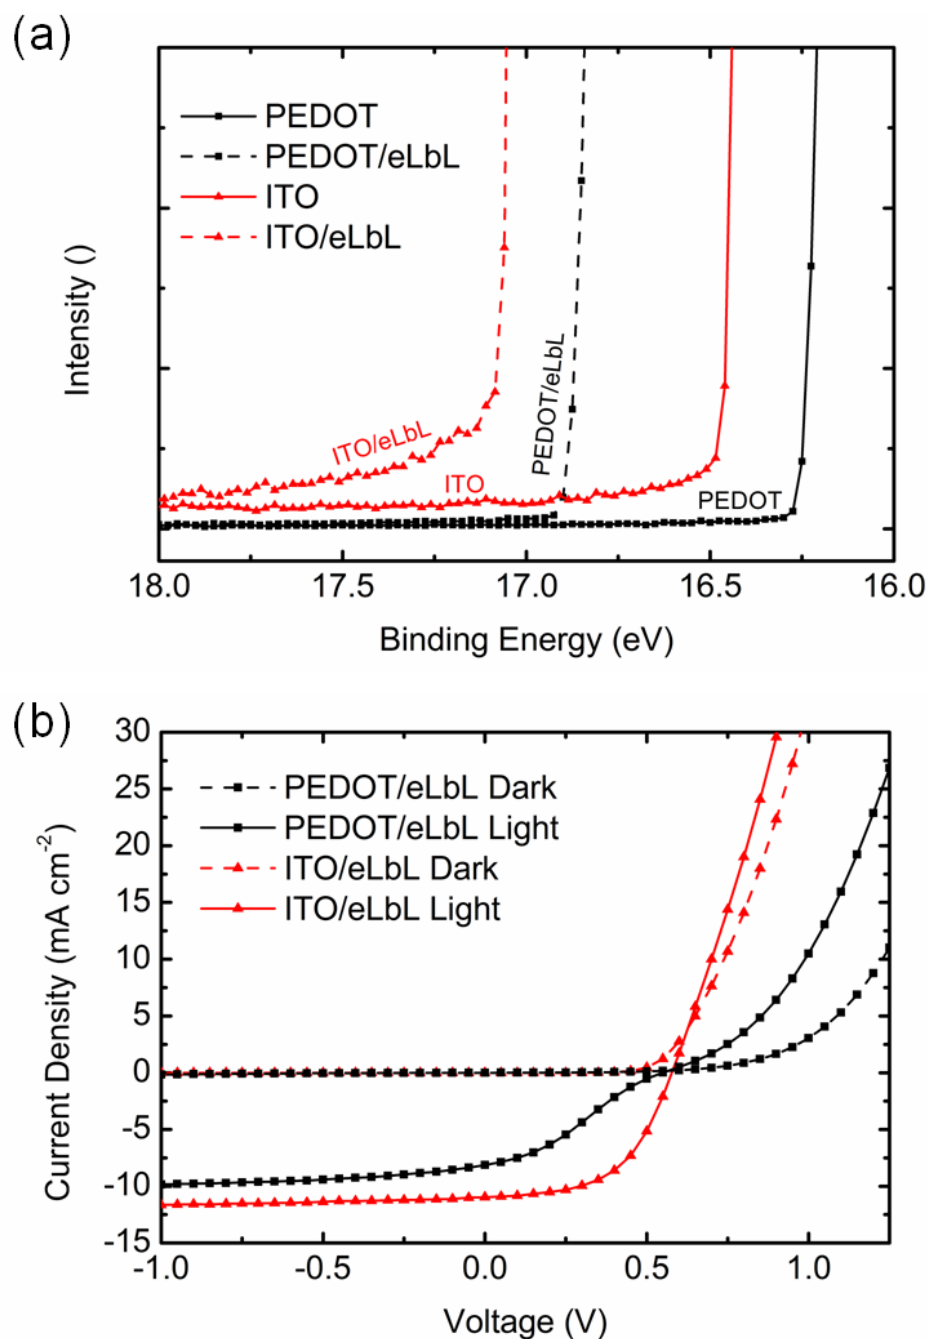 (a)
PEDOT
PEDOT/eLbL
ITO
ITO/eLbL
Intensity ()
ITO/eLbL
ITO
PEDOT/eLbL
PEDOT
18.0 17.5 17.0 16.5 16.0
Binding Energy (eV)
(b)
30
25
20
15
10
5
0
-5
-10
-15
PEDOT/eLbL Dark
PEDOT/eLbL Light
ITO/eLbL Dark
ITO/eLbL Light
Current Density (mA cm⁻²)
-1.0 -0.5 0.0 0.5 1.0
Voltage (V)